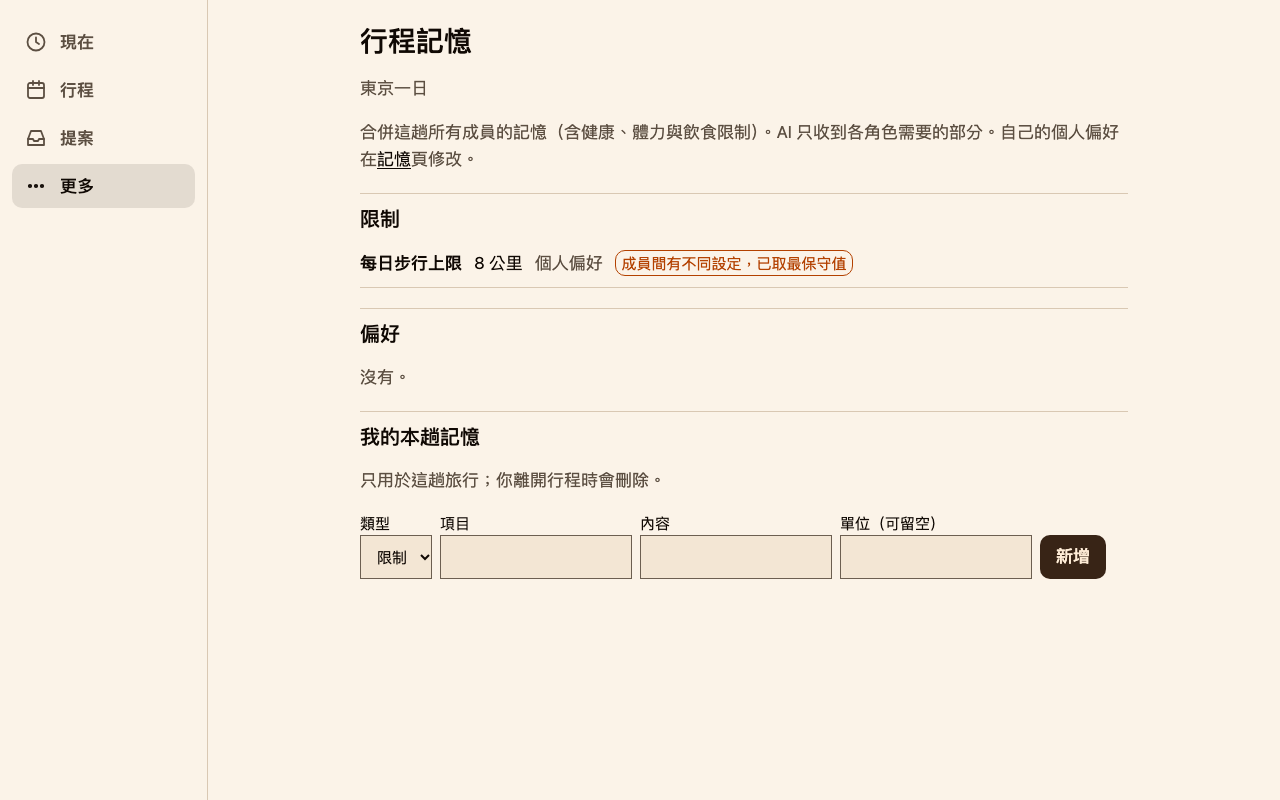 現在
行程
提案
更多
行程記憶
東京一日
合併這趟所有成員的記憶（含健康、體力與飲食限制）。AI 只收到各角色需要的部分。自己的個人偏好
在記憶頁修改。
限制
每日步行上限 8 公里 個人偏好 成員間有不同設定，已取最保守值
偏好
沒有。
我的本趟記憶
只用於這趟旅行；你離開行程時會刪除。
類型 項目 內容 單位（可留空）
限制 新增